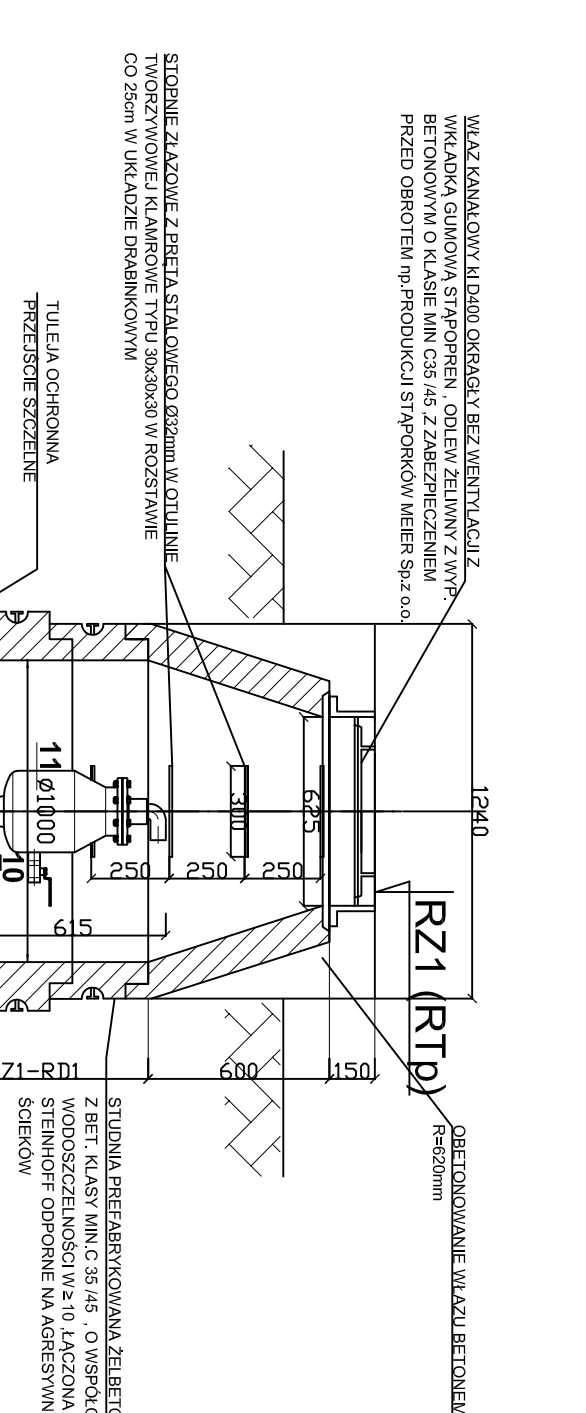 WŁAZ KANAŁOWY kl D400 OKRĄGŁY BEZ WENTYLACJI Z
WKŁADKĄ GUMOWĄ STĄPOPREN , ODLEW ŻELIWNY Z WYP.
BETONOWYM O KLASIE MIN C35 /45 ,Z ZABEZPIECZENIEM
PRZED OBROTEM np.PRODUKCJI STĄPORKÓW MEIER Sp.z o.o.
STOPNIE ZŁAZOWE Z PRĘTA STALOWEGO Ø32mm W OTULINIE
TWORZYWOWEJ KLAMROWE TYPU 30x30x30 W ROZSTAWIE
CO 25cm W UKŁADZIE DRABINKOWYM
TULEJA OCHRONNA
PRZEJŚCIE SZCZELNE
1240
RZ1 (RTp)
625
300
250
250
250
11
Ø1000
10
615
Z1-RD1
600
150
OBETONOWANIE WŁAZU BETONEM
R=620mm
STUDNIA PREFABRYKOWANA ŻELBETO
Z BET. KLASY MIN.C 35 /45 , O WSPÓŁC
WODOSZCZELNOŚCI W ≥ 10 ,ŁĄCZONA
STEINHOFF ODPORNE NA AGRESYWN
ŚCIEKÓW